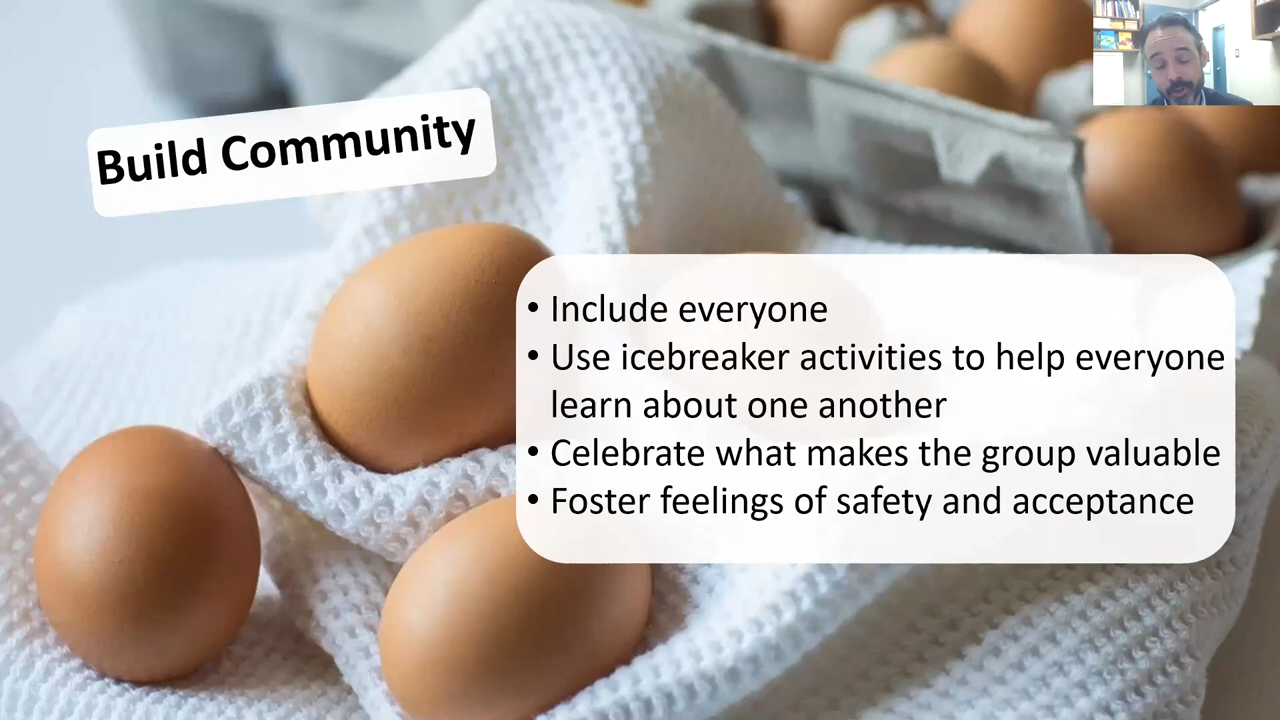 Build Community
• Include everyone
• Use icebreaker activities to help everyone
learn about one another
• Celebrate what makes the group valuable
• Foster feelings of safety and acceptance